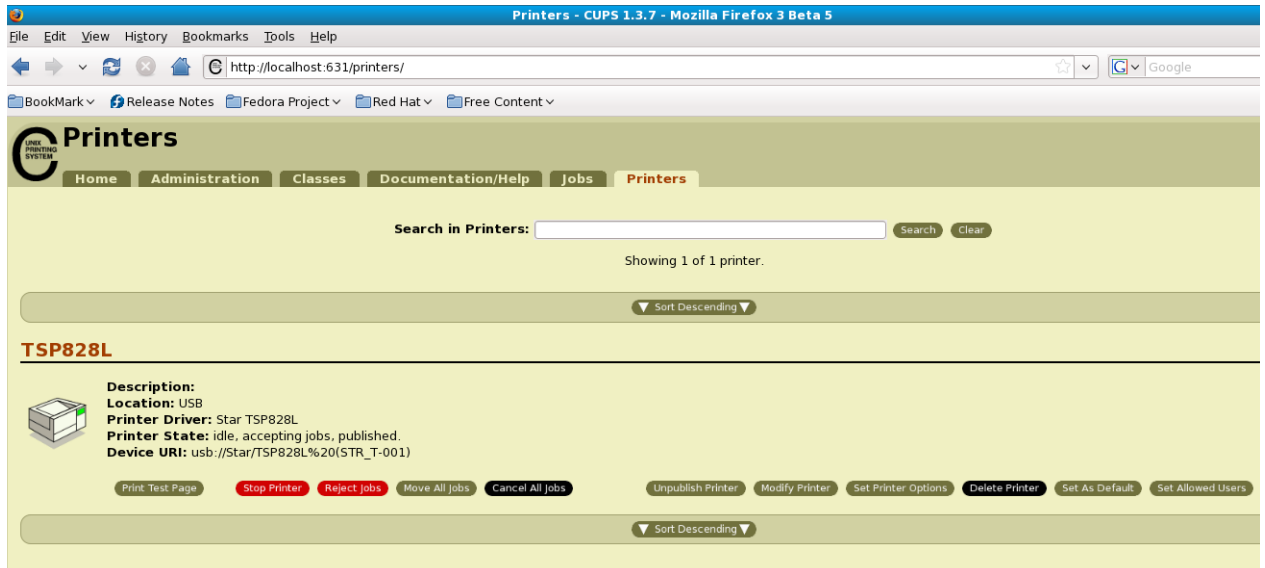 Printers - CUPS 1.3.7 - Mozilla Firefox 3 Beta 5
File Edit View History Bookmarks Tools Help
http://localhost:631/printers/ G Google
BookMark Release Notes Fedora Project Red Hat Free Content
UNIX PRINTING SYSTEM
Printers
Home Administration Classes Documentation/Help Jobs Printers
Search in Printers: Search Clear
Showing 1 of 1 printer.
▼ Sort Descending ▼
TSP828L
Description:
Location: USB
Printer Driver: Star TSP828L
Printer State: idle, accepting jobs, published.
Device URI: usb://Star/TSP828L%20(STR_T-001)
Print Test Page Stop Printer Reject Jobs Move All Jobs Cancel All Jobs Unpublish Printer Modify Printer Set Printer Options Delete Printer Set As Default Set Allowed Users
▼ Sort Descending ▼